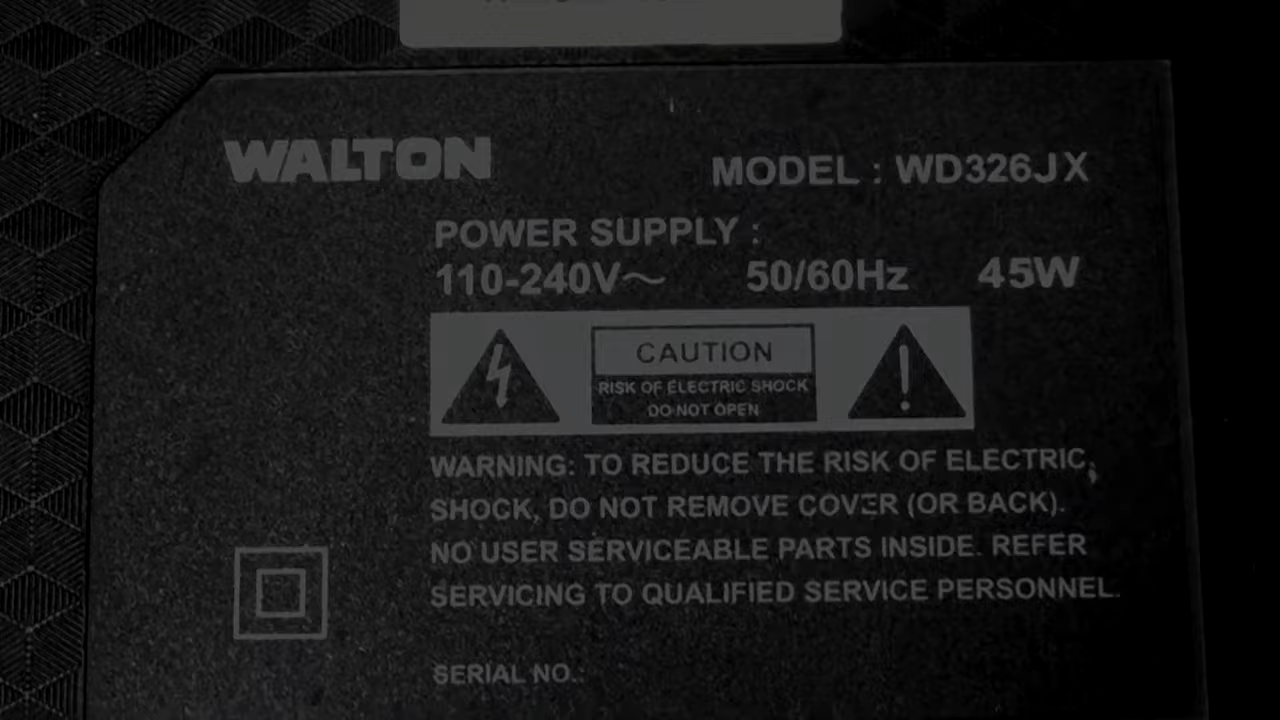 WALTON
MODEL : WD326JX
POWER SUPPLY :
110-240V～ 50/60Hz 45W
CAUTION
RISK OF ELECTRIC SHOCK
DO NOT OPEN
WARNING: TO REDUCE THE RISK OF ELECTRIC,
SHOCK, DO NOT REMOVE COVER (OR BACK).
NO USER SERVICEABLE PARTS INSIDE. REFER
SERVICING TO QUALIFIED SERVICE PERSONNEL.
SERIAL NO.: